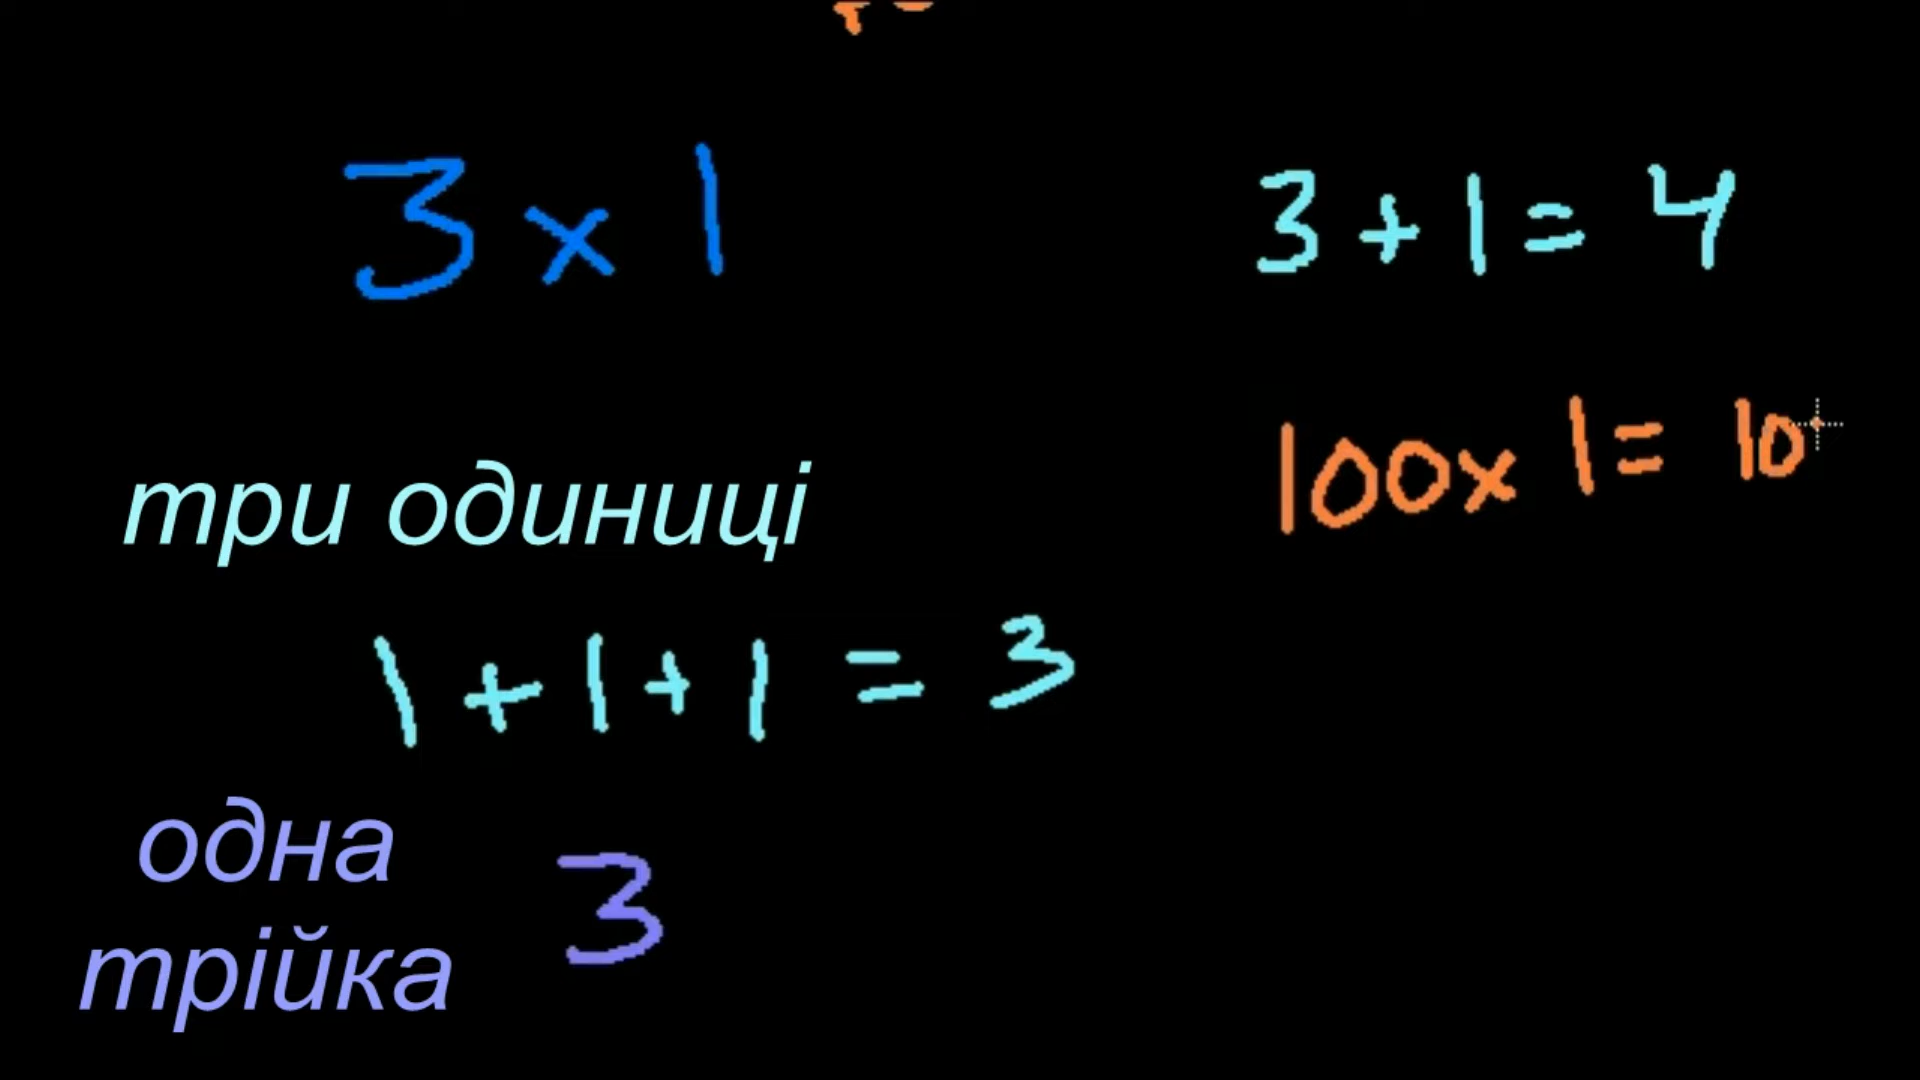 3 x 1
3 + 1 = 4
100 x 1 = 10
три одиниці
1 + 1 + 1 = 3
одна
трійка
3